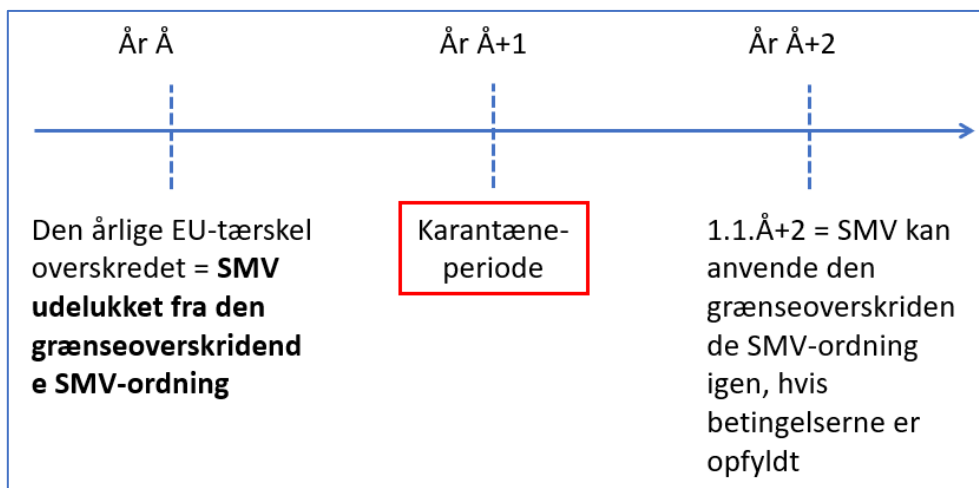 År Å
År Å+1
År Å+2
Den årlige EU-tærskel
overskredet = SMV
udelukket fra den
grænseoverskridend
e SMV-ordning
Karantæne-
periode
1.1.Å+2 = SMV kan
anvende den
grænseoverskriden
de SMV-ordning
igen, hvis
betingelserne er
opfyldt